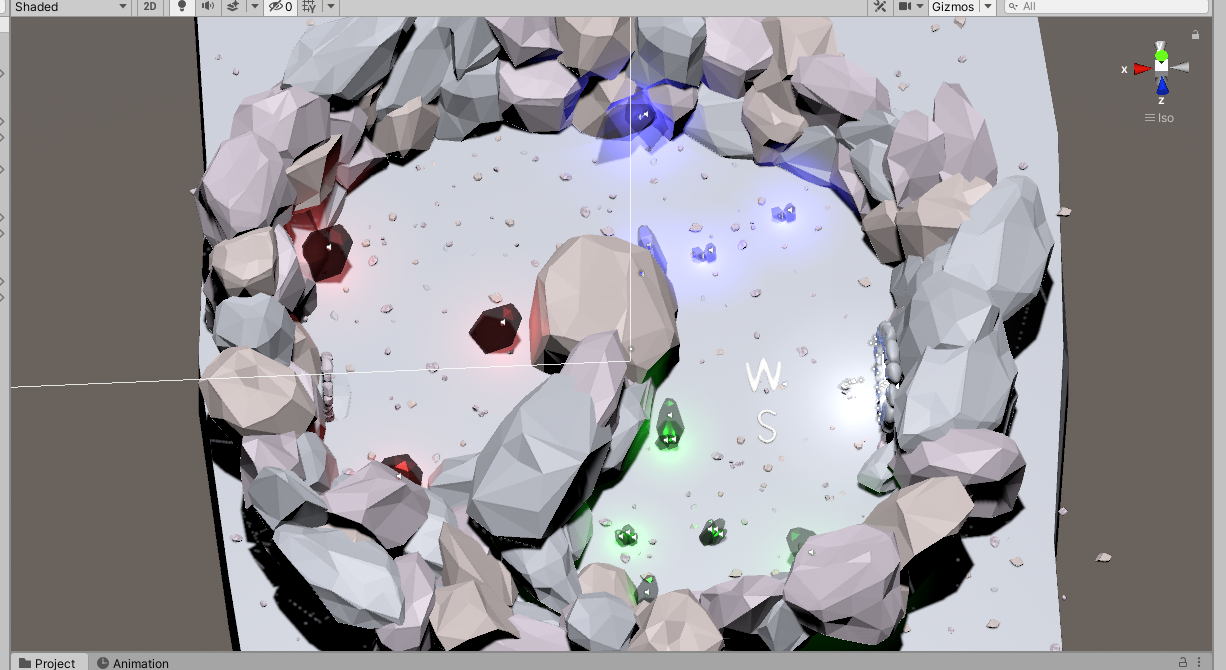 Shaded 2D 0 Gizmos All
y
x
z
Iso
W
S
Project Animation